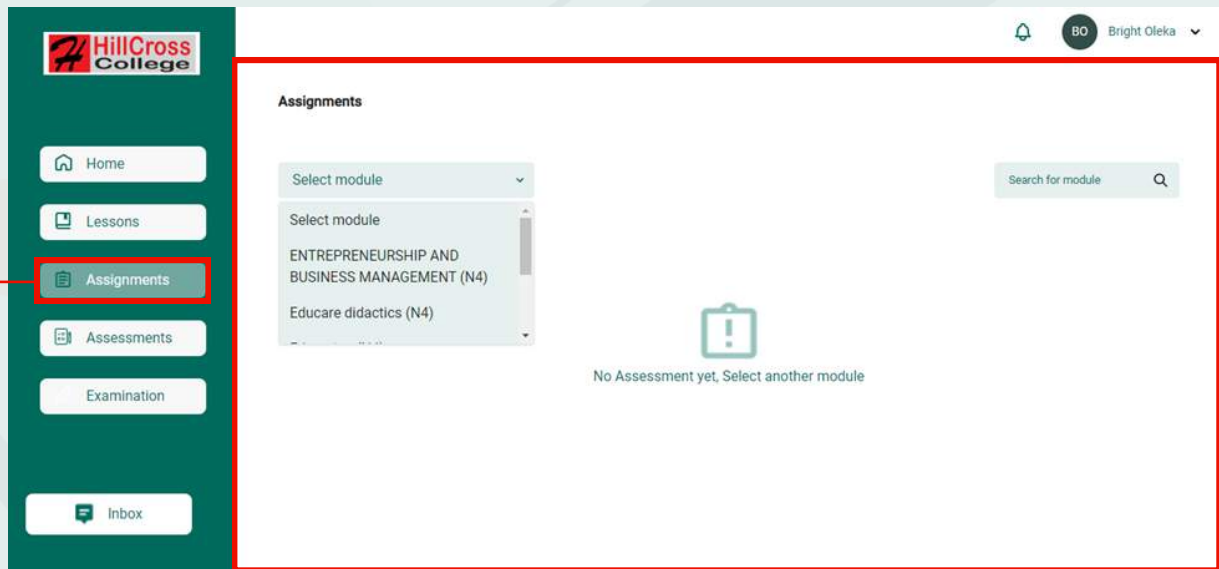 HillCross
College
BO
Bright Oleka
Assignments
Home
Lessons
Assignments
Assessments
Examination
Inbox
Select module
Search for module
Select module
ENTREPRENEURSHIP AND
BUSINESS MANAGEMENT (N4)
Educare didactics (N4)
No Assessment yet, Select another module